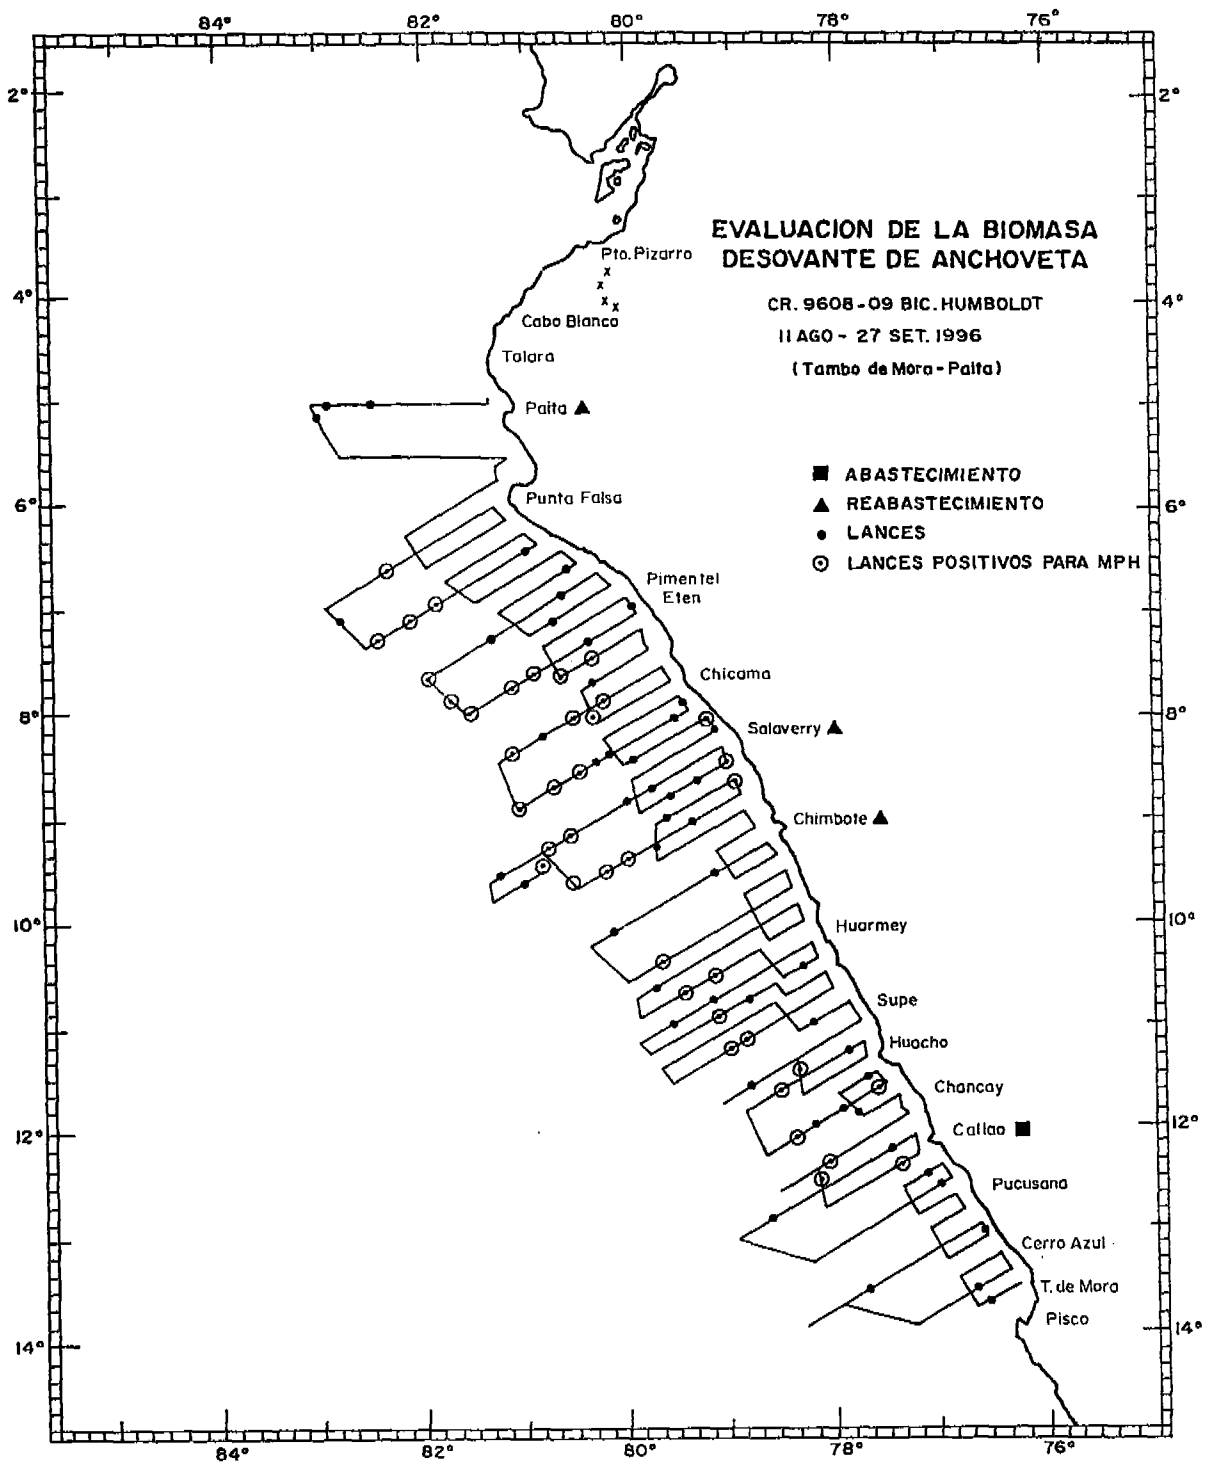 84° 82° 80° 78° 76°
2° 2°
Pto. Pizarro
EVALUACION DE LA BIOMASA
DESOVANTE DE ANCHOVETA
4° 4°
CR. 9608-09 BIC. HUMBOLDT
Cabo Blanco
11 AGO - 27 SET. 1996
Talara
(Tambo de Mora - Paita)
Paita
ABASTECIMIENTO
Punta Falsa
6° REABASTECIMIENTO 6°
LANCES
LANCES POSITIVOS PARA MPH
Pimentel
Eten
Chicama
8° 8°
Salaverry
Chimbote
10° 10°
Huarmey
Supe
Huacho
Chancay
12° Callao 12°
Pucusana
Cerro Azul
T. de Mora
Pisco
14° 14°
84° 82° 80° 78° 76°